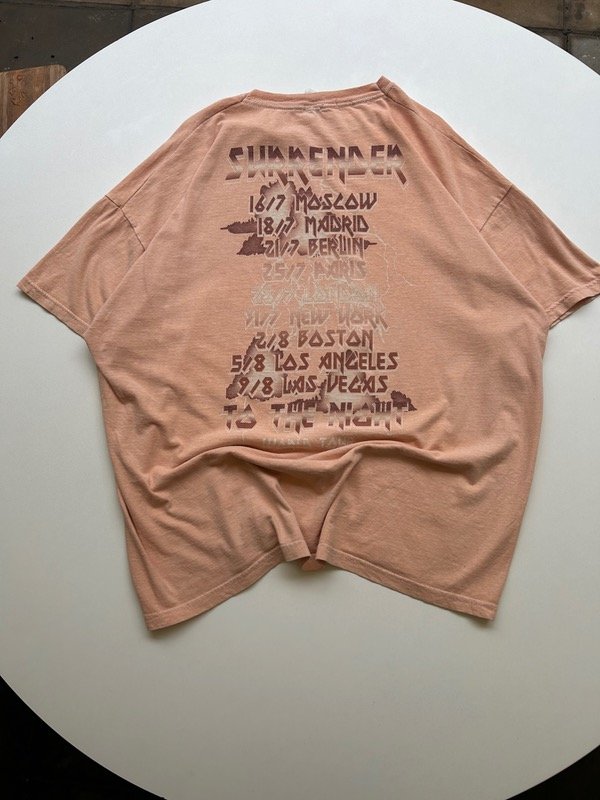 SURRENDER
16/7 MOSCOW
18/7 MADRID
21/7 BERLIN
25/7 PARIS
LONDON
NEW YORK
2/8 BOSTON
5/8 LOS ANGELES
9/8 LAS VEGAS
TO THE NIGHT